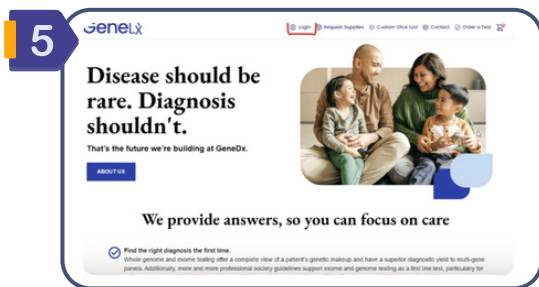 5
GeneDx
Login Request Supplies Custom Slice tool Contact Order a Test
Disease should be
rare. Diagnosis
shouldn't.
That's the future we're building at GeneDx.
ABOUT US
We provide answers, so you can focus on care
Find the right diagnosis the first time.
Whole genome and exome testing offer a complete view of a patient's genetic makeup and have a superior diagnostic yield to multi-gene
panels. Additionally, more and more professional society guidelines support exome and genome testing as a first line test, particularly for